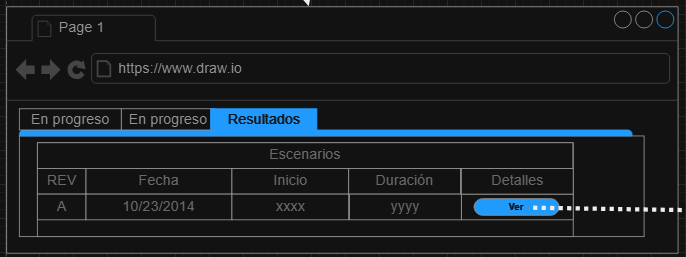 Page 1
https://www.draw.io
En progreso En progreso Resultados
Escenarios
REV Fecha Inicio Duración Detalles
A 10/23/2014 xxxx yyyy Ver